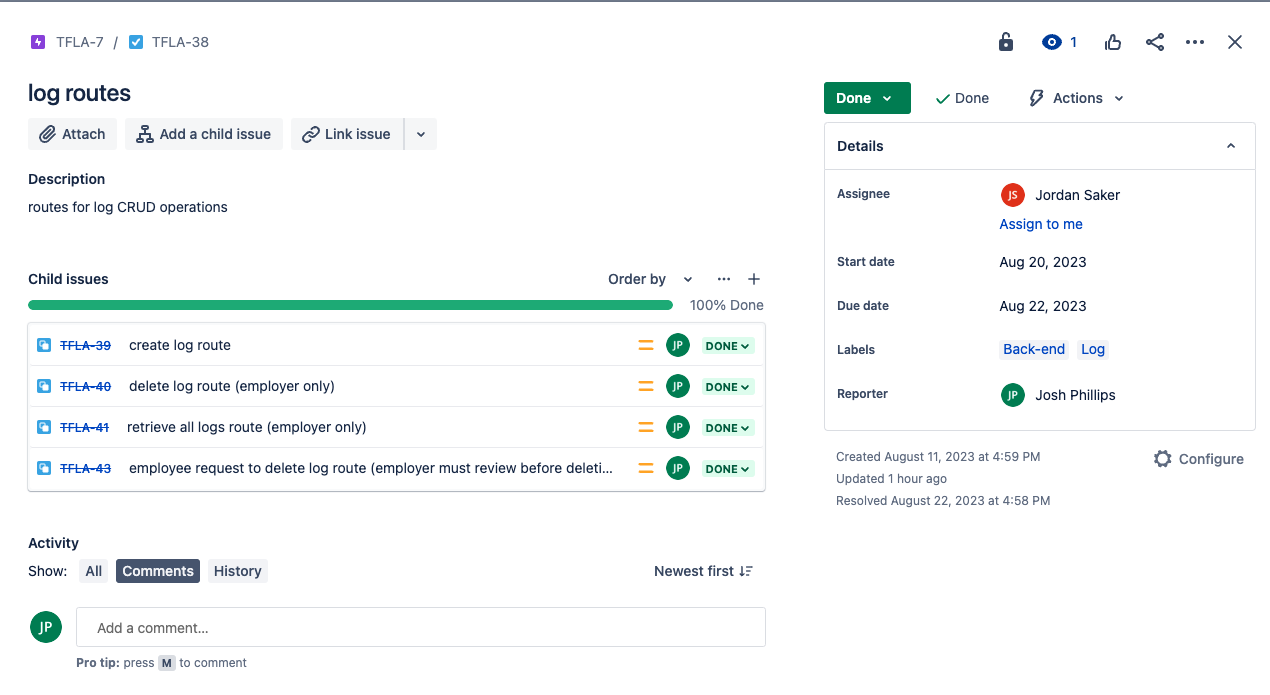 TFLA-7 / TFLA-38
1
log routes
Attach
Add a child issue
Link issue
Done
Done
Actions
Description
routes for log CRUD operations
Details
Assignee
JS Jordan Saker
Assign to me
Start date Aug 20, 2023
Due date Aug 22, 2023
Labels Back-end Log
Reporter JP Josh Phillips
Created August 11, 2023 at 4:59 PM
Updated 1 hour ago
Resolved August 22, 2023 at 4:58 PM
Configure
Child issues Order by
100% Done
TFLA-39 create log route JP DONE
TFLA-40 delete log route (employer only) JP DONE
TFLA-41 retrieve all logs route (employer only) JP DONE
TFLA-43 employee request to delete log route (employer must review before deleti... JP DONE
Activity
Show: All Comments History Newest first
JP Add a comment...
Pro tip: press M to comment